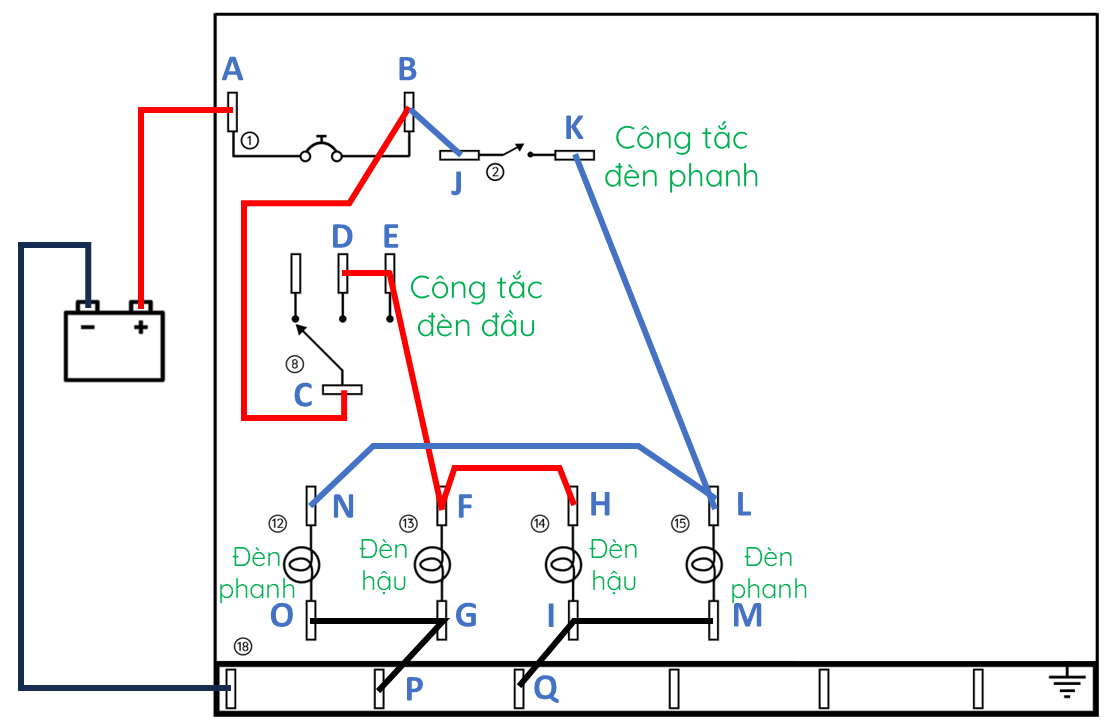 A
B
①
K
Công tắc
đèn phanh
J
②
D
E
Công tắc
đèn đầu
− +
⑧
C
N
F
H
L
⑫
⑬
⑭
⑮
Đèn
phanh
Đèn
hậu
Đèn
hậu
Đèn
phanh
O
G
I
M
⑱
P
Q